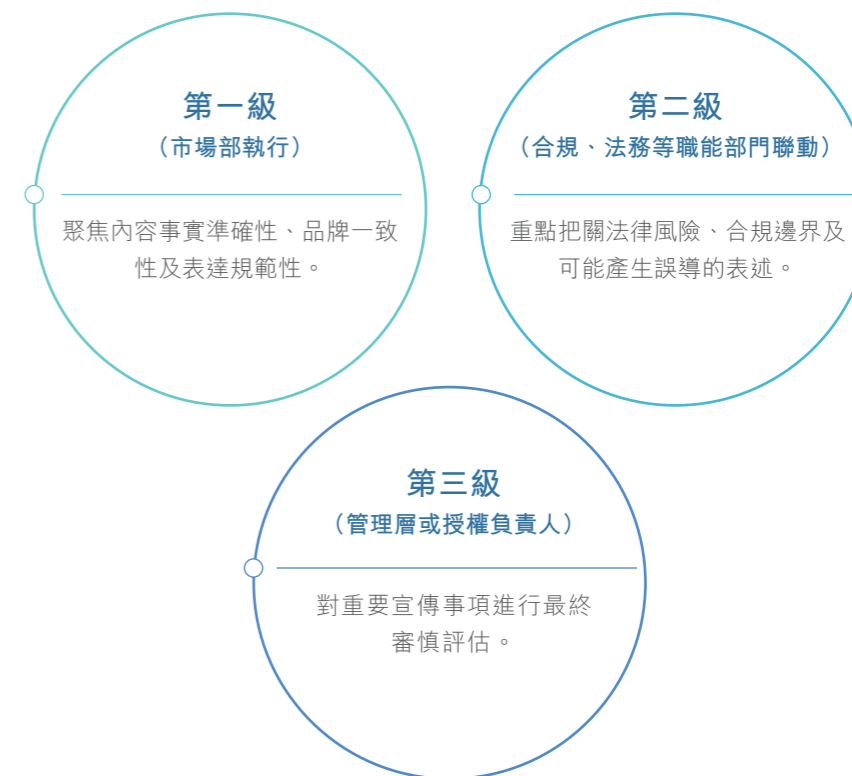 第一級
（市場部執行）
聚焦內容事實準確性、品牌一致
性及表達規範性。
第二級
（合規、法務等職能部門聯動）
重點把關法律風險、合規邊界及
可能產生誤導的表述。
第三級
（管理層或授權負責人）
對重要宣傳事項進行最終
審慎評估。